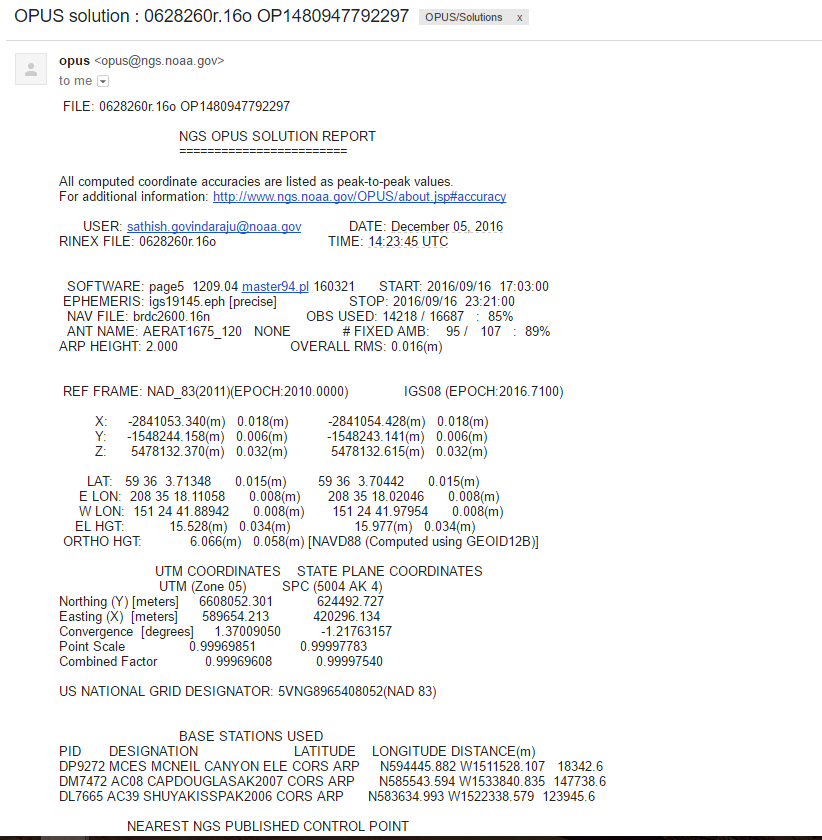 OPUS solution : 0628260r.16o OP1480947792297 OPUS/Solutions x
opus <opus@ngs.noaa.gov>
to me
FILE: 0628260r.16o OP1480947792297
NGS OPUS SOLUTION REPORT
========================
All computed coordinate accuracies are listed as peak-to-peak values.
For additional information: http://www.ngs.noaa.gov/OPUS/about.jsp#accuracy
USER: sathish.govindaraju@noaa.gov DATE: December 05, 2016
RINEX FILE: 0628260r.16o TIME: 14:23:45 UTC
SOFTWARE: page5 1209.04 master94.pl 160321 START: 2016/09/16 17:03:00
EPHEMERIS: igs19145.eph [precise] STOP: 2016/09/16 23:21:00
NAV FILE: brdc2600.16n OBS USED: 14218 / 16687 : 85%
ANT NAME: AERAT1675_120 NONE # FIXED AMB: 95 / 107 : 89%
ARP HEIGHT: 2.000 OVERALL RMS: 0.016(m)
REF FRAME: NAD_83(2011)(EPOCH:2010.0000) IGS08 (EPOCH:2016.7100)
X: -2841053.340(m) 0.018(m) -2841054.428(m) 0.018(m)
Y: -1548244.158(m) 0.006(m) -1548243.141(m) 0.006(m)
Z: 5478132.370(m) 0.032(m) 5478132.615(m) 0.032(m)
LAT: 59 36 3.71348 0.015(m) 59 36 3.70442 0.015(m)
E LON: 208 35 18.11058 0.008(m) 208 35 18.02046 0.008(m)
W LON: 151 24 41.88942 0.008(m) 151 24 41.97954 0.008(m)
EL HGT: 15.528(m) 0.034(m) 15.977(m) 0.034(m)
ORTHO HGT: 6.066(m) 0.058(m) [NAVD88 (Computed using GEOID12B)]
UTM COORDINATES STATE PLANE COORDINATES
UTM (Zone 05) SPC (5004 AK 4)
Northing (Y) [meters] 6608052.301 624492.727
Easting (X) [meters] 589654.213 420296.134
Convergence [degrees] 1.37009050 -1.21763157
Point Scale 0.99969851 0.99997783
Combined Factor 0.99969608 0.99997540
US NATIONAL GRID DESIGNATOR: 5VNG8965408052(NAD 83)
BASE STATIONS USED
PID DESIGNATION LATITUDE LONGITUDE DISTANCE(m)
DP9272 MCES MCNEIL CANYON ELE CORS ARP N594445.882 W1511528.107 18342.6
DM7472 AC08 CAPDOUGLASAK2007 CORS ARP N585543.594 W1533840.835 147738.6
DL7665 AC39 SHUYAKISSPAK2006 CORS ARP N583634.993 W1522338.579 123945.6
NEAREST NGS PUBLISHED CONTROL POINT